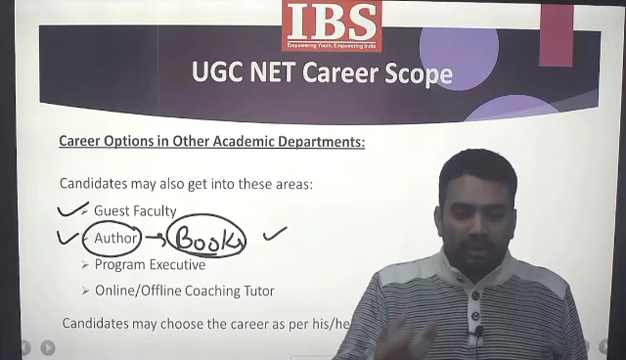 IBS
Empowering Youth, Empowering India
UGC NET Career Scope
Career Options in Other Academic Departments:
Candidates may also get into these areas:
Guest Faculty
Author → Books
Program Executive
Online/Offline Coaching Tutor
Candidates may choose the career as per his/he